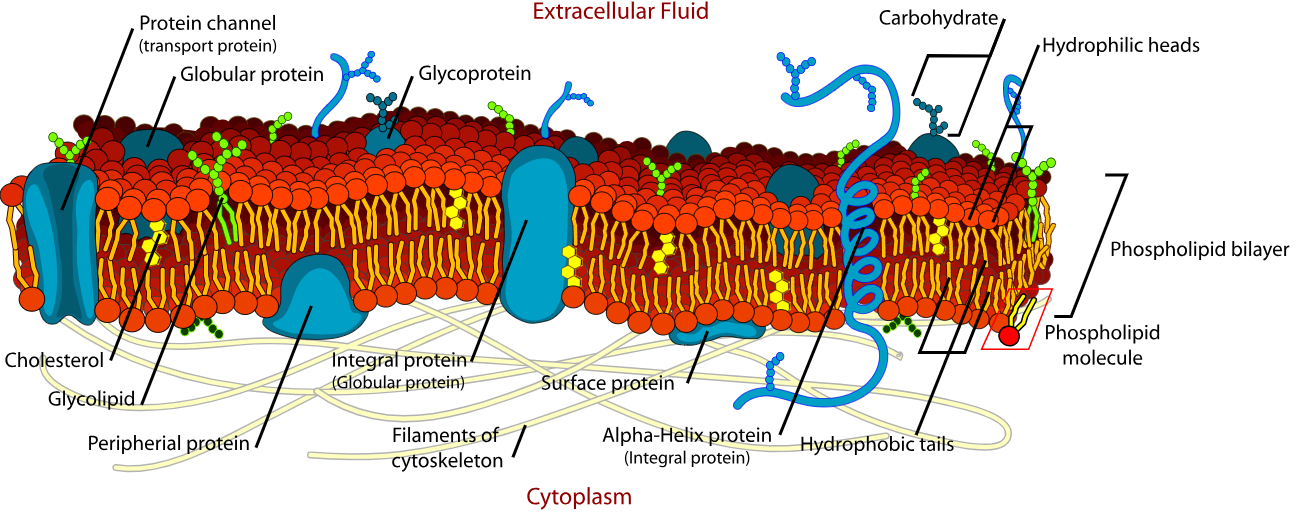 Extracellular Fluid
Protein channel
(transport protein)
Globular protein
Glycoprotein
Carbohydrate
Hydrophilic heads
Phospholipid bilayer
Phospholipid
molecule
Cholesterol
Glycolipid
Peripherial protein
Integral protein
(Globular protein)
Filaments of
cytoskeleton
Surface protein
Alpha-Helix protein
(Integral protein)
Hydrophobic tails
Cytoplasm